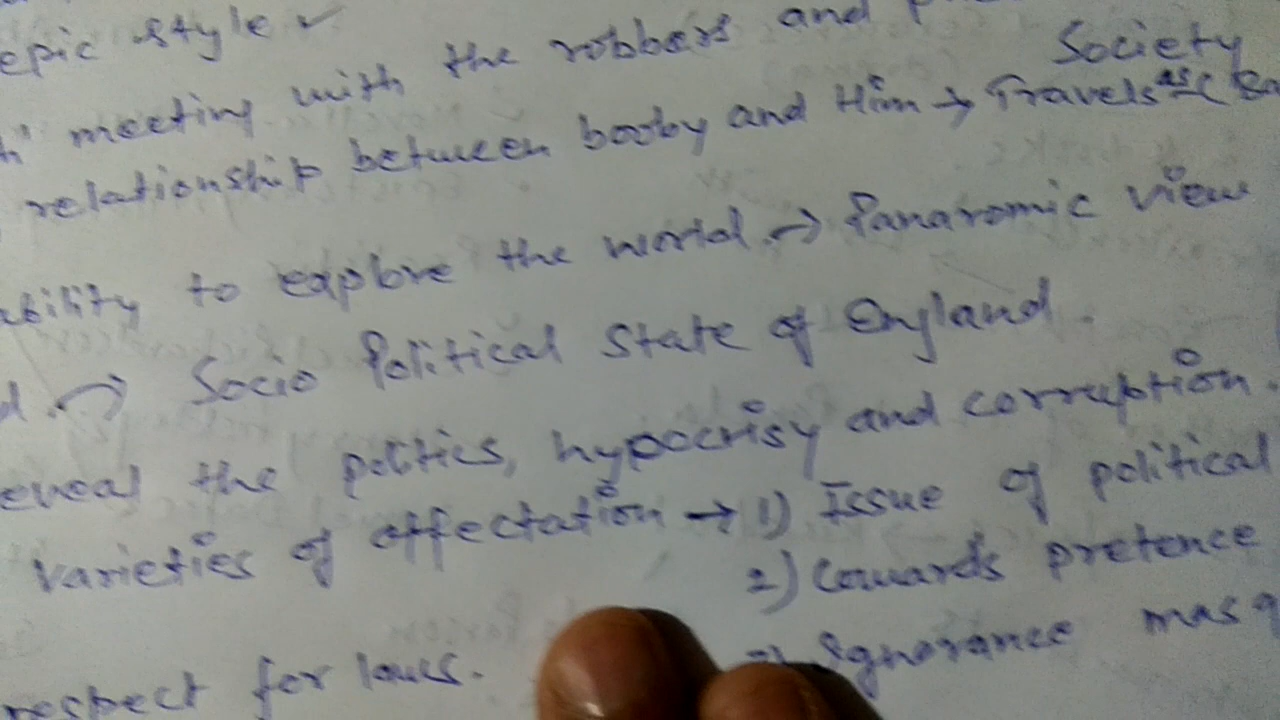 epic style ✓
meeting with the robbers and
Society
relationship between booby and Him → Travels as
to explore the world. → Panaromic view
→ Socio Political State of England.
the politics, hypocrisy and corruption.
varieties of affectation → 1) Issue of political
2) Cowards pretence
Ignorance
respect for laws.